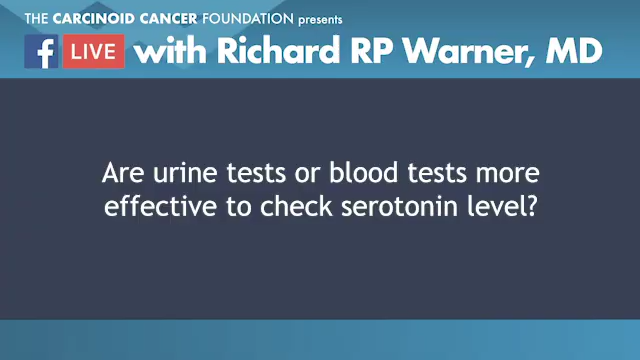 THE CARCINOID CANCER FOUNDATION presents
f LIVE with Richard RP Warner, MD
Are urine tests or blood tests more
effective to check serotonin level?